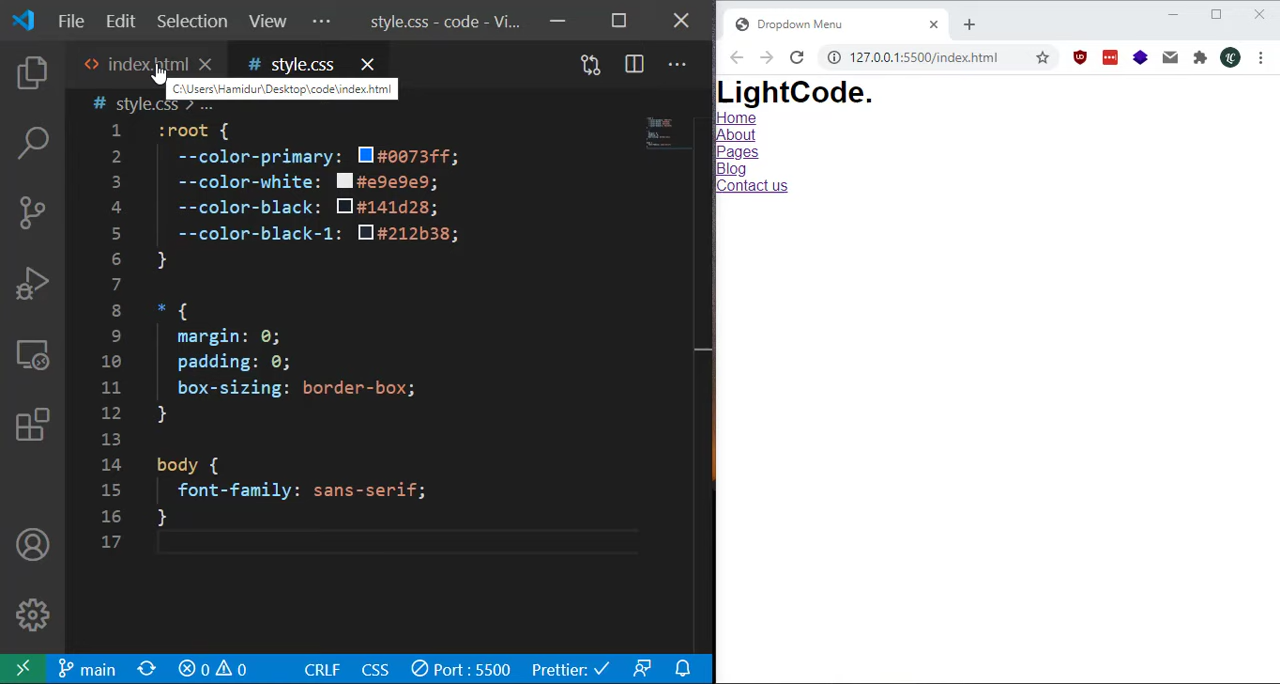 File Edit Selection View ··· style.css - code - Vi...
index.html style.css
C:\Users\Hamidur\Desktop\code\index.html
# style.css > ...
1 :root {
2 --color-primary: #0073ff;
3 --color-white: #e9e9e9;
4 --color-black: #141d28;
5 --color-black-1: #212b38;
6 }
7
8 * {
9 margin: 0;
10 padding: 0;
11 box-sizing: border-box;
12 }
13
14 body {
15 font-family: sans-serif;
16 }
17
main 0 0 CRLF CSS Port : 5500 Prettier: ✓
Dropdown Menu
127.0.0.1:5500/index.html
LightCode.
Home
About
Pages
Blog
Contact us